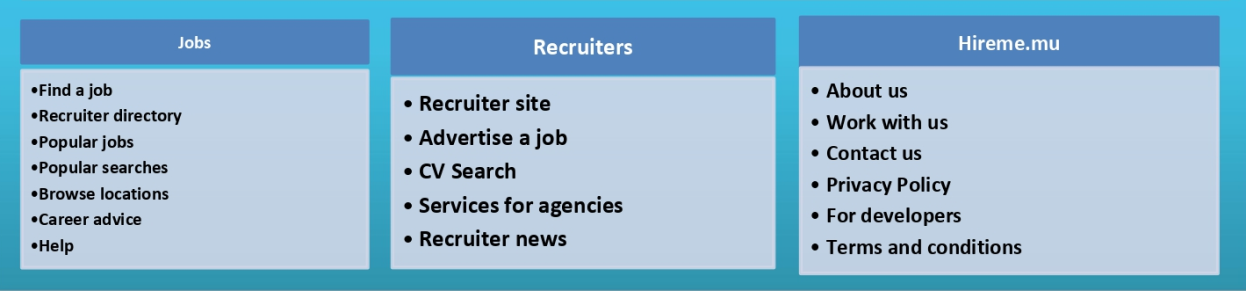 Jobs
•Find a job
•Recruiter directory
•Popular jobs
•Popular searches
•Browse locations
•Career advice
•Help
Recruiters
• Recruiter site
• Advertise a job
• CV Search
• Services for agencies
• Recruiter news
Hireme.mu
• About us
• Work with us
• Contact us
• Privacy Policy
• For developers
• Terms and conditions